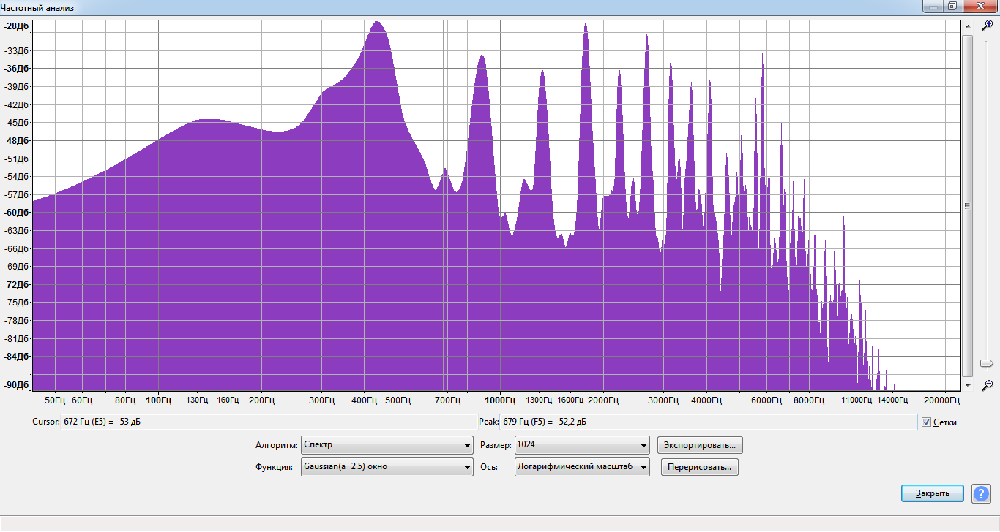 Частотный анализ
-28Дб
-33Дб
-36Дб
-39Дб
-42Дб
-45Дб
-48Дб
-51Дб
-54Дб
-57Дб
-60Дб
-63Дб
-66Дб
-69Дб
-72Дб
-75Дб
-78Дб
-81Дб
-84Дб
-90Дб
50Гц 60Гц 80Гц 100Гц 130Гц 160Гц 200Гц 300Гц 400Гц 500Гц 700Гц 1000Гц 1300Гц 1600Гц 2000Гц 3000Гц 4000Гц 6000Гц 8000Гц 11000Гц 14000Гц 20000Гц
Cursor: 672 Гц (E5) = -53 дБ Peak: 679 Гц (F5) = -52,2 дБ Сетки
Алгоритм: Спектр Размер: 1024 Экспортировать...
Функция: Gaussian(a=2.5) окно Ось: Логарифмический масштаб Перерисовать...
Закрыть ?